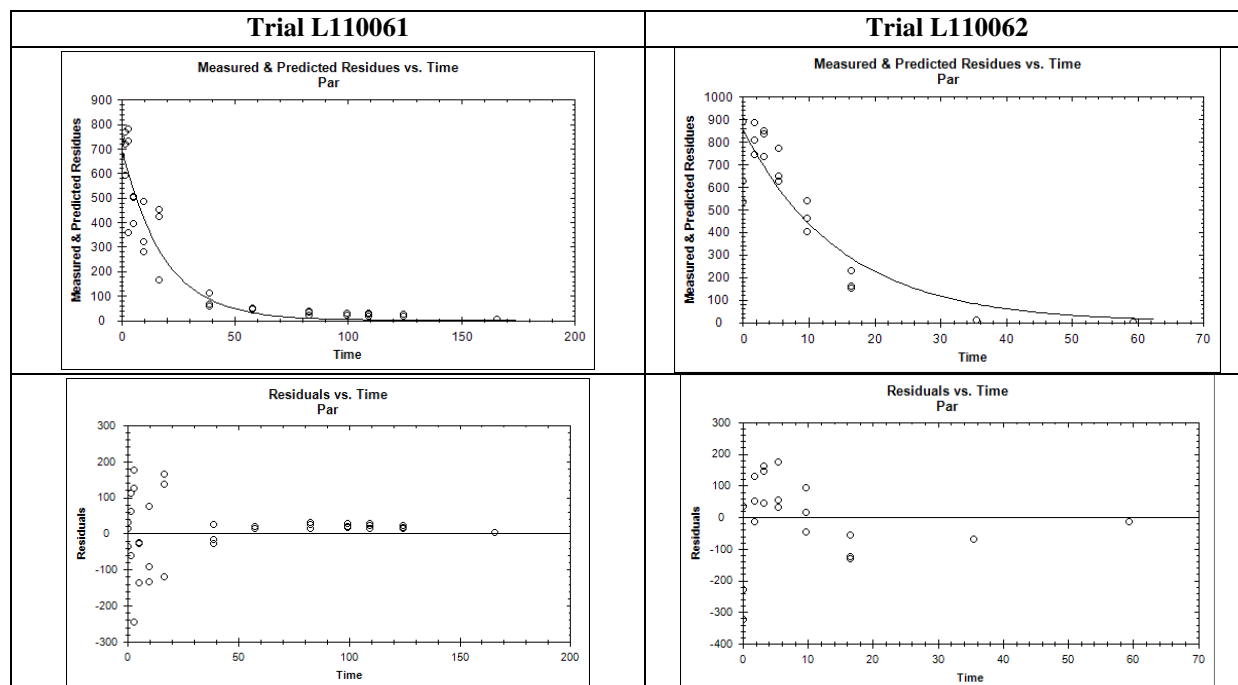 Trial L110061
Trial L110062
Measured & Predicted Residues vs. Time
Par
Measured & Predicted Residues
900
800
700
600
500
400
300
200
100
0
0 50 100 150 200
Time
Measured & Predicted Residues vs. Time
Par
Measured & Predicted Residues
1000
900
800
700
600
500
400
300
200
100
0
0 10 20 30 40 50 60 70
Time
Residuals vs. Time
Par
Residuals
300
200
100
0
-100
-200
-300
0 50 100 150 200
Time
Residuals vs. Time
Par
Residuals
300
200
100
0
-100
-200
-300
-400
0 10 20 30 40 50 60 70
Time